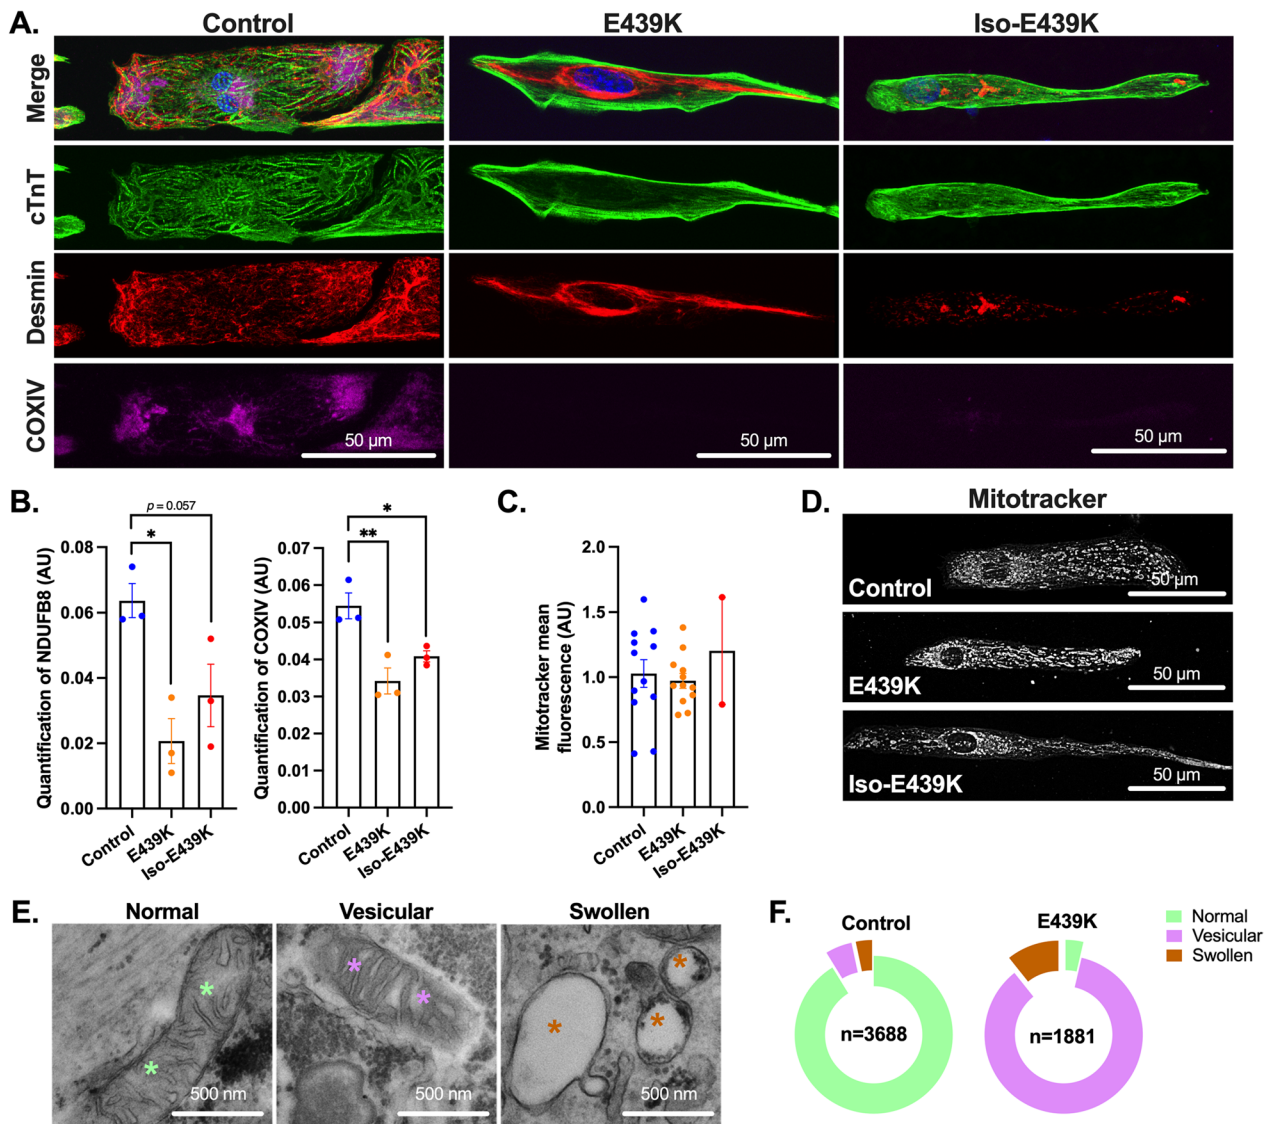 A.
Control
E439K
Iso-E439K
Merge
cTnT
Desmin
COXIV
50 µm
50 µm
50 µm
B.
p = 0.057
*
Quantification of NDUFB8 (AU)
0.08
0.06
0.04
0.02
0.00
Control
E439K
Iso-E439K
*
**
Quantification of COXIV (AU)
0.07
0.06
0.05
0.04
0.03
0.02
0.01
0.00
Control
E439K
Iso-E439K
C.
Mitotracker mean
fluorescence (AU)
2.0
1.5
1.0
0.5
0.0
Control
E439K
Iso-E439K
D.
Mitotracker
Control
50 µm
E439K
50 µm
Iso-E439K
50 µm
E.
Normal
Vesicular
Swollen
* * * * * * *
500 nm
500 nm
500 nm
F.
Control
E439K
n=3688
n=1881
Normal
Vesicular
Swollen